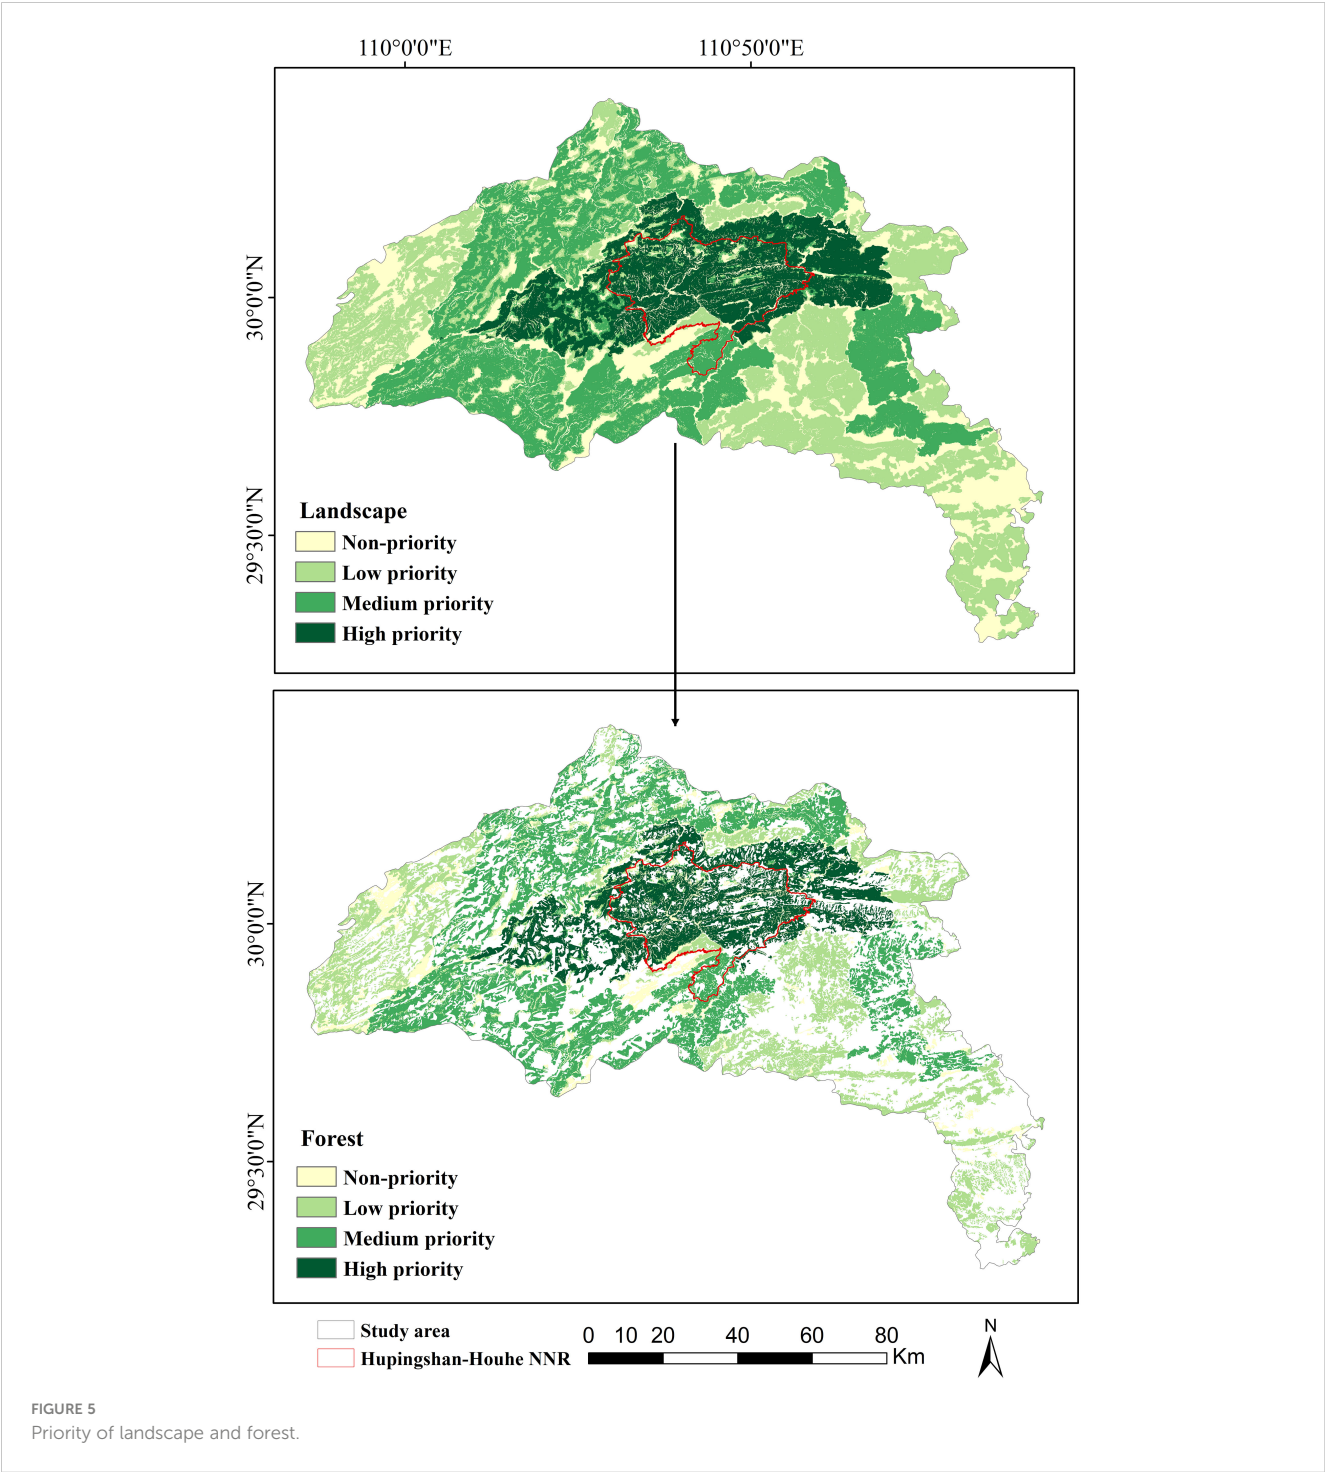 110°0'0"E
110°50'0"E
30°0'0"N
29°30'0"N
Landscape
Non-priority
Low priority
Medium priority
High priority
30°0'0"N
29°30'0"N
Forest
Non-priority
Low priority
Medium priority
High priority
Study area
Hupingshan-Houhe NNR
0 10 20 40 60 80
Km
N
FIGURE 5
Priority of landscape and forest.